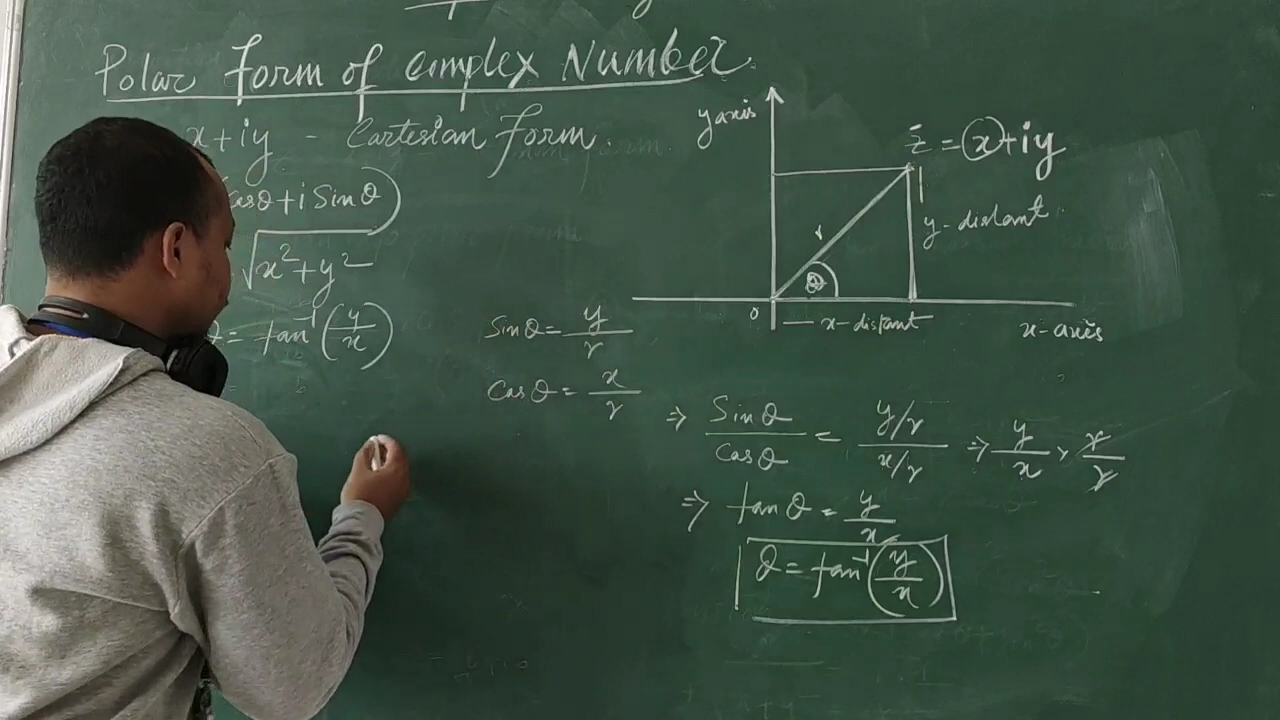 Polar form of Complex Number.
x+iy - Cartesian Form.
Cosθ+i Sinθ)
√x²+y²
θ = tan⁻¹(y/x)
Sinθ = y/r
Cosθ = x/r
y axis
z = x+iy
y-distant
r
θ
0
x-distant
x-axis
⇒ Sinθ/Cosθ = (y/r)/(x/r) ⇒ y/x × r/r
⇒ tanθ = y/x
θ = tan⁻¹(y/x)